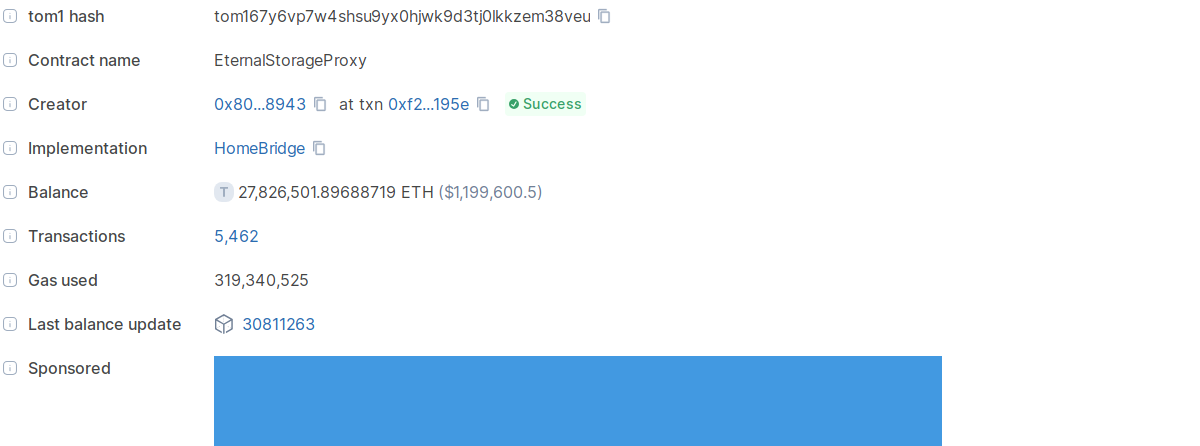 tom1 hash tom167y6vp7w4shsu9yx0hjwk9d3tj0lkkzem38veu
Contract name EternalStorageProxy
Creator 0x80...8943 at txn 0xf2...195e Success
Implementation HomeBridge
Balance T 27,826,501.89688719 ETH ($1,199,600.5)
Transactions 5,462
Gas used 319,340,525
Last balance update 30811263
Sponsored